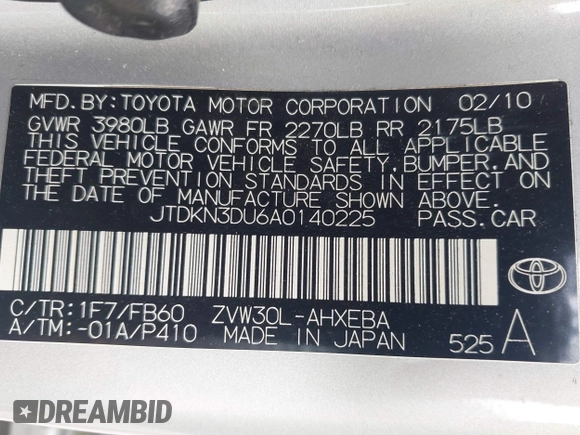 MFD.BY:TOYOTA MOTOR CORPORATION 02/10
GVWR 3980LB GAWR FR 2270LB RR 2175LB
THIS VEHICLE CONFORMS TO ALL APPLICABLE
FEDERAL MOTOR VEHICLE SAFETY,BUMPER,AND
THEFT PREVENTION STANDARDS IN EFFECT ON
THE DATE OF MANUFACTURE SHOWN ABOVE.
JTDKN3DU6A0140225 PASS.CAR
C/TR:1F7/FB60 ZVW30L-AHXEBA
A/TM:-01A/P410 MADE IN JAPAN 525 A
DREAMBID